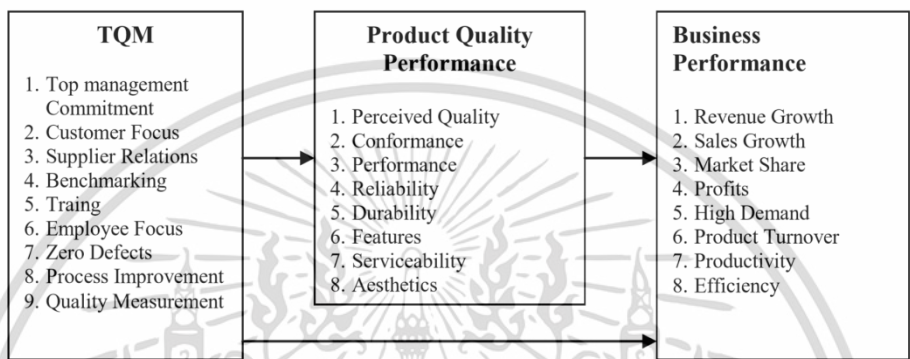 TQM
1. Top management
Commitment
2. Customer Focus
3. Supplier Relations
4. Benchmarking
5. Traing
6. Employee Focus
7. Zero Defects
8. Process Improvement
9. Quality Measurement
Product Quality
Performance
1. Perceived Quality
2. Conformance
3. Performance
4. Reliability
5. Durability
6. Features
7. Serviceability
8. Aesthetics
Business
Performance
1. Revenue Growth
2. Sales Growth
3. Market Share
4. Profits
5. High Demand
6. Product Turnover
7. Productivity
8. Efficiency